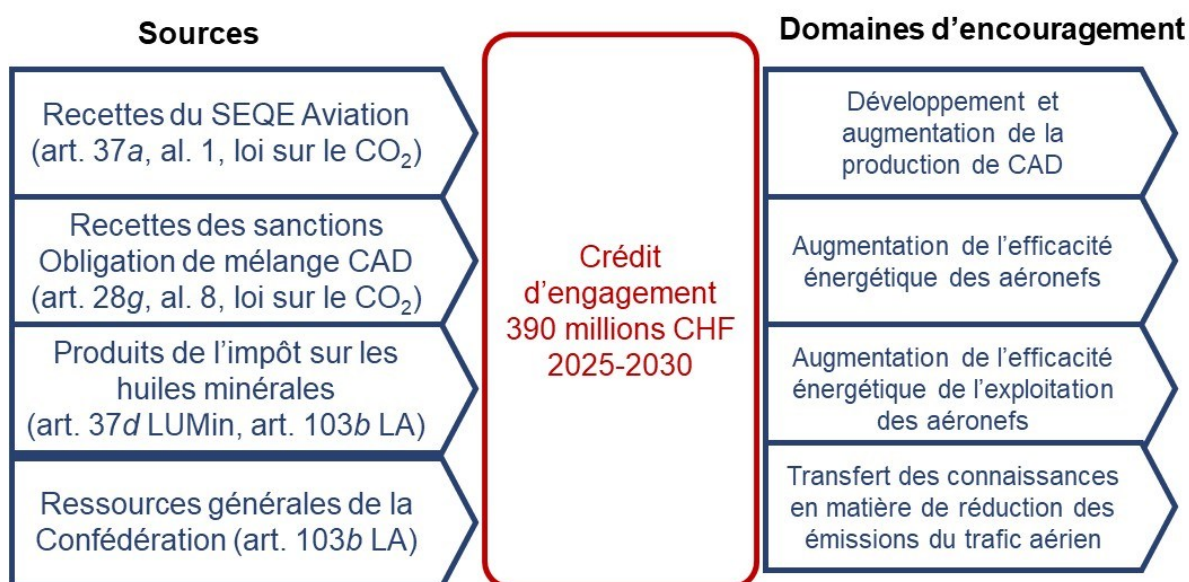 Sources
Recettes du SEQE Aviation
(art. 37a, al. 1, loi sur le CO₂)
Recettes des sanctions
Obligation de mélange CAD
(art. 28g, al. 8, loi sur le CO₂)
Produits de l'impôt sur les
huiles minérales
(art. 37d LUMin, art. 103b LA)
Ressources générales de la
Confédération (art. 103b LA)
Crédit
d'engagement
390 millions CHF
2025-2030
Domaines d'encouragement
Développement et
augmentation de la
production de CAD
Augmentation de l'efficacité
énergétique des aéronefs
Augmentation de l'efficacité
énergétique de l'exploitation
des aéronefs
Transfert des connaissances
en matière de réduction des
émissions du trafic aérien